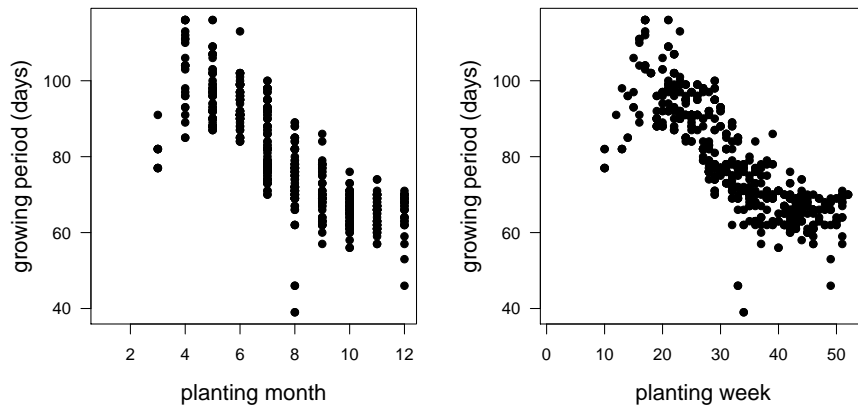 growing period (days)
100
80
60
40
2 4 6 8 10 12
planting month
growing period (days)
100
80
60
40
0 10 20 30 40 50
planting week